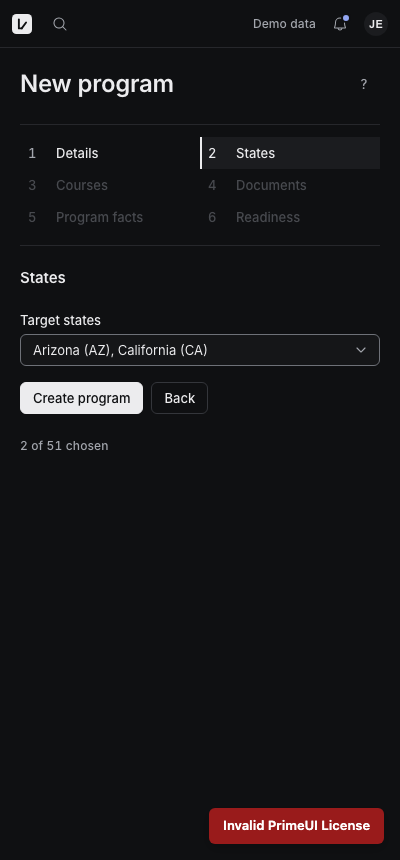 Demo data
JE
New program
?
1 Details
2 States
3 Courses
4 Documents
5 Program facts
6 Readiness
States
Target states
Arizona (AZ), California (CA)
Create program
Back
2 of 51 chosen
Invalid PrimeUI License